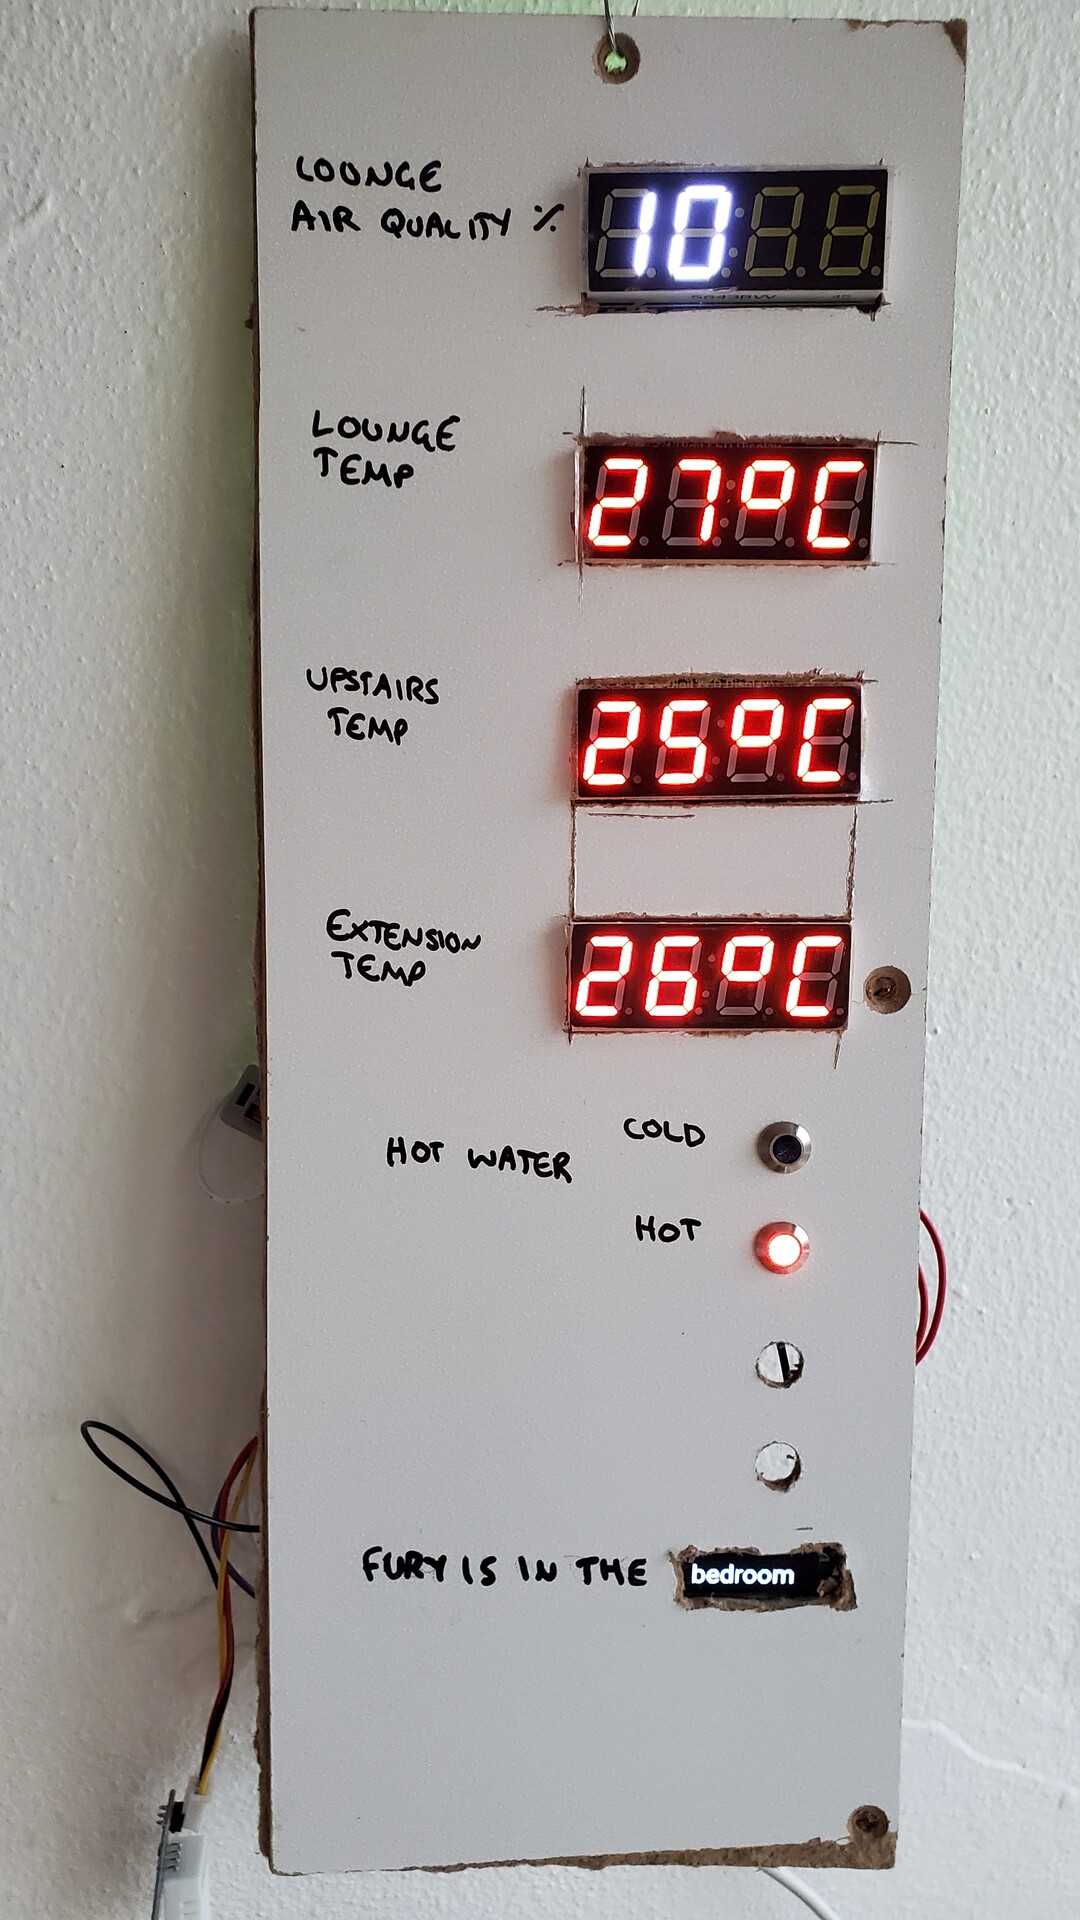 LOUNGE
AIR QUALITY % 10
LOUNGE
TEMP 27°C
UPSTAIRS
TEMP 25°C
EXTENSION
TEMP 26°C
COLD
HOT WATER
HOT
FURY IS IN THE bedroom